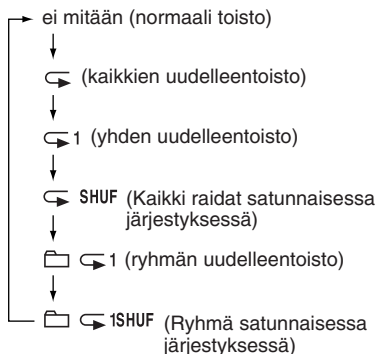 ei mitään (normaali toisto)
(kaikkien uudelleentoisto)
1 (yhden uudelleentoisto)
SHUF (Kaikki raidat satunnaisessa
järjestyksessä)
1 (ryhmän uudelleentoisto)
1SHUF (Ryhmä satunnaisessa
järjestyksessä)